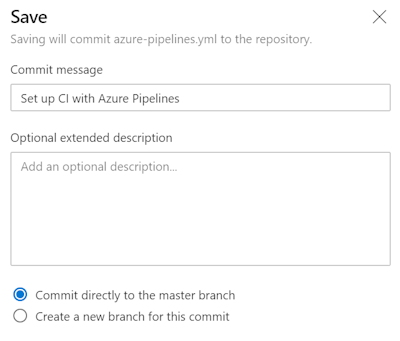 Save
Saving will commit azure-pipelines.yml to the repository.
Commit message
Set up CI with Azure Pipelines
Optional extended description
Add an optional description...
Commit directly to the master branch
Create a new branch for this commit